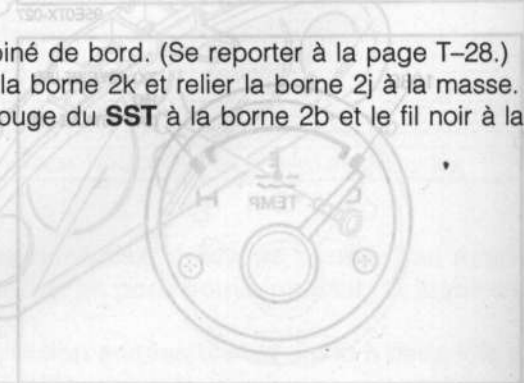 biné de bord. (Se reporter à la page T–28.)
la borne 2k et relier la borne 2j à la masse.
ouge du SST à la borne 2b et le fil noir à la
TEMP
H